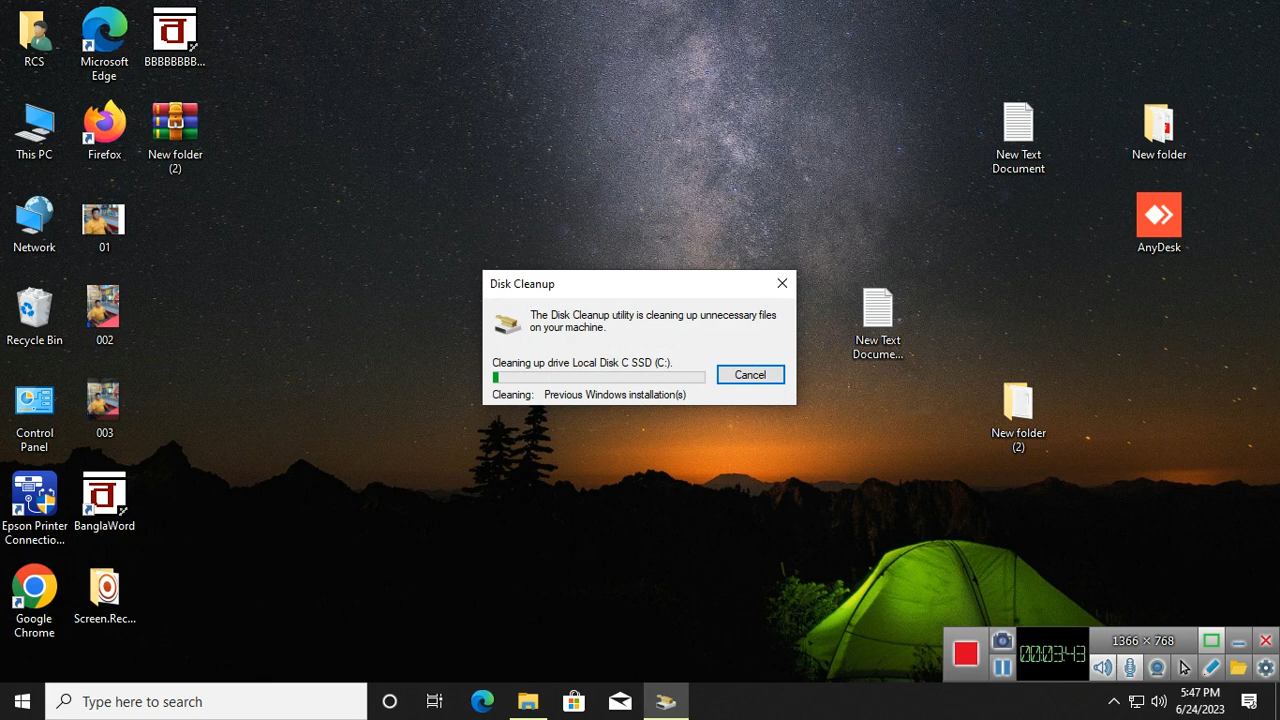 RCS
Microsoft
Edge
BBBBBBBB...
This PC
Firefox
New folder
(2)
Network
01
Recycle Bin
002
Control
Panel
003
Epson Printer
Connectio...
BanglaWord
Google
Chrome
Screen.Rec...
New Text
Document
New folder
AnyDesk
New Text
Docume...
New folder
(2)
Disk Cleanup
The Disk Cleanup utility is cleaning up unnecessary files
on your machine.
Cleaning up drive Local Disk C SSD (C:).
Cancel
Cleaning: Previous Windows installation(s)
00:03:43
1366 × 768
Type here to search
5:47 PM
6/24/2023